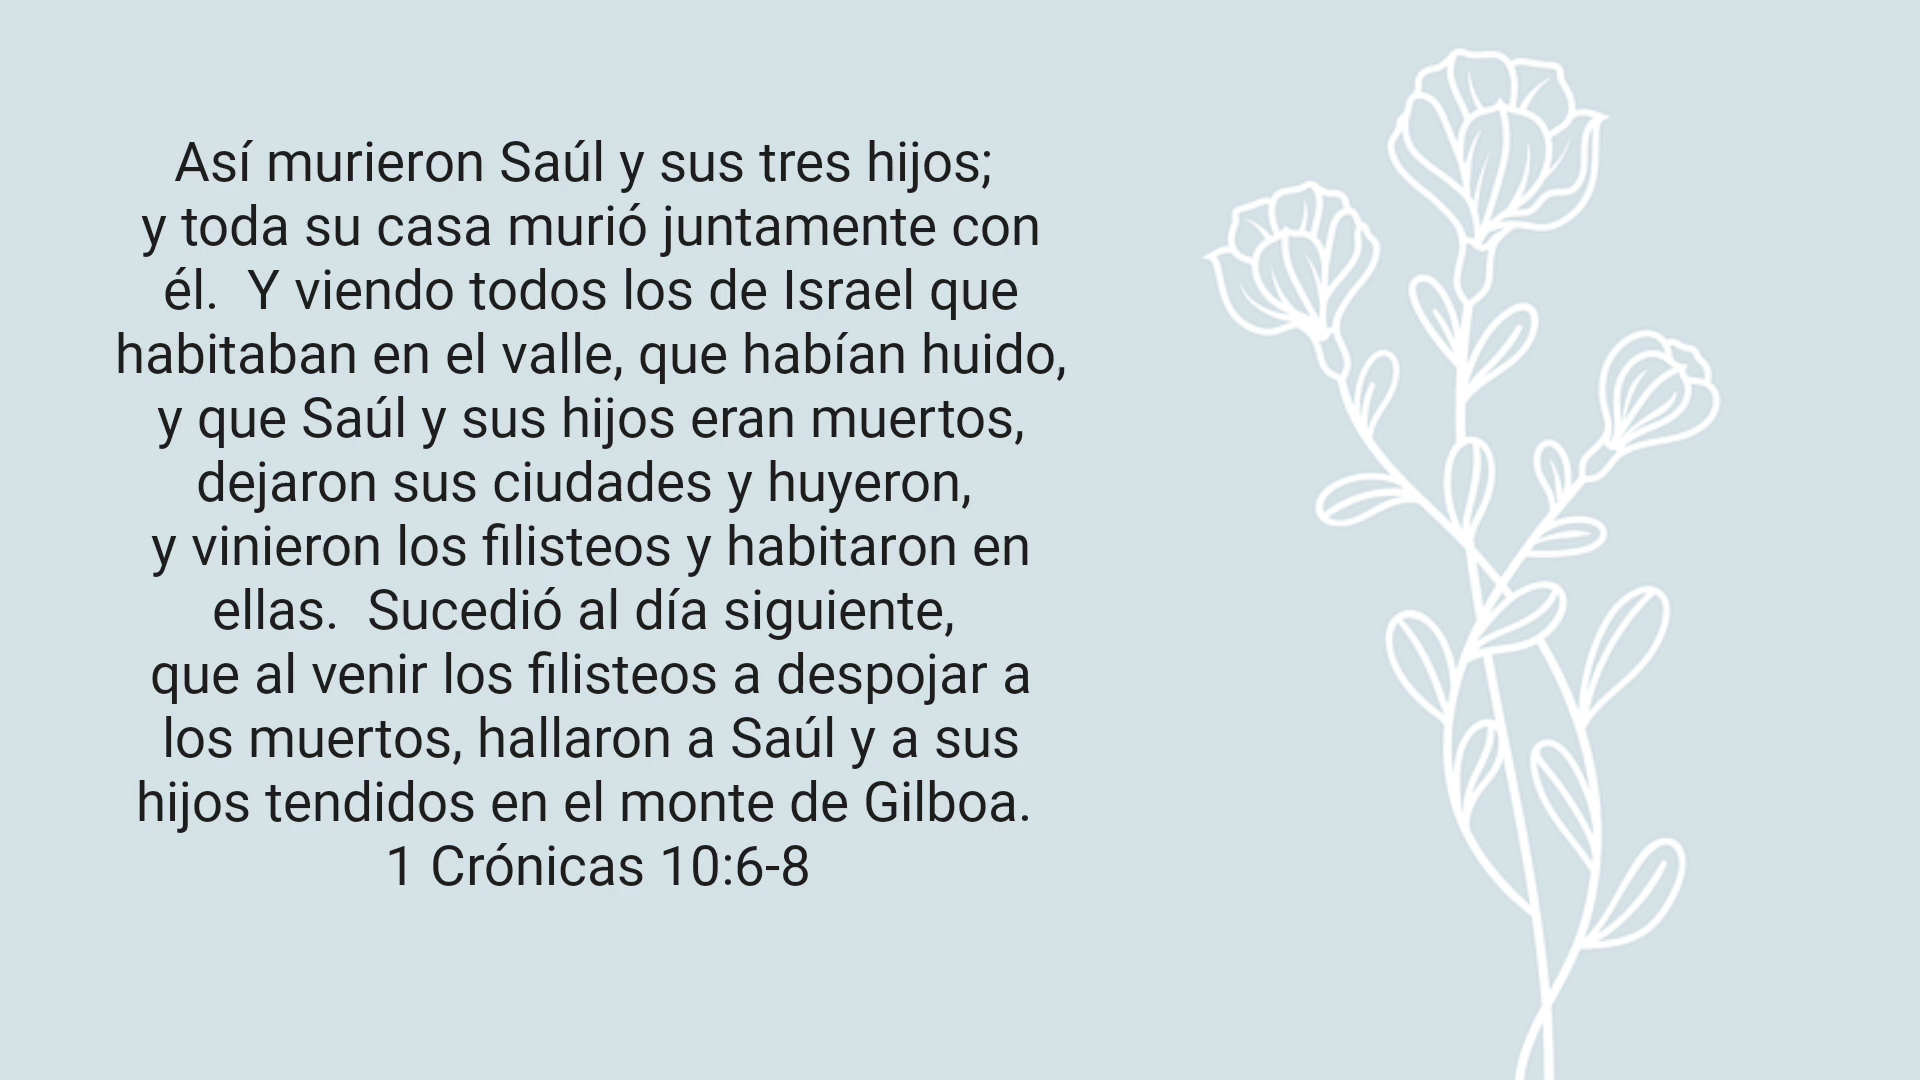 Así murieron Saúl y sus tres hijos;
y toda su casa murió juntamente con
él.  Y viendo todos los de Israel que
habitaban en el valle, que habían huido,
y que Saúl y sus hijos eran muertos,
dejaron sus ciudades y huyeron,
y vinieron los filisteos y habitaron en
ellas.  Sucedió al día siguiente,
que al venir los filisteos a despojar a
los muertos, hallaron a Saúl y a sus
hijos tendidos en el monte de Gilboa.
1 Crónicas 10:6-8